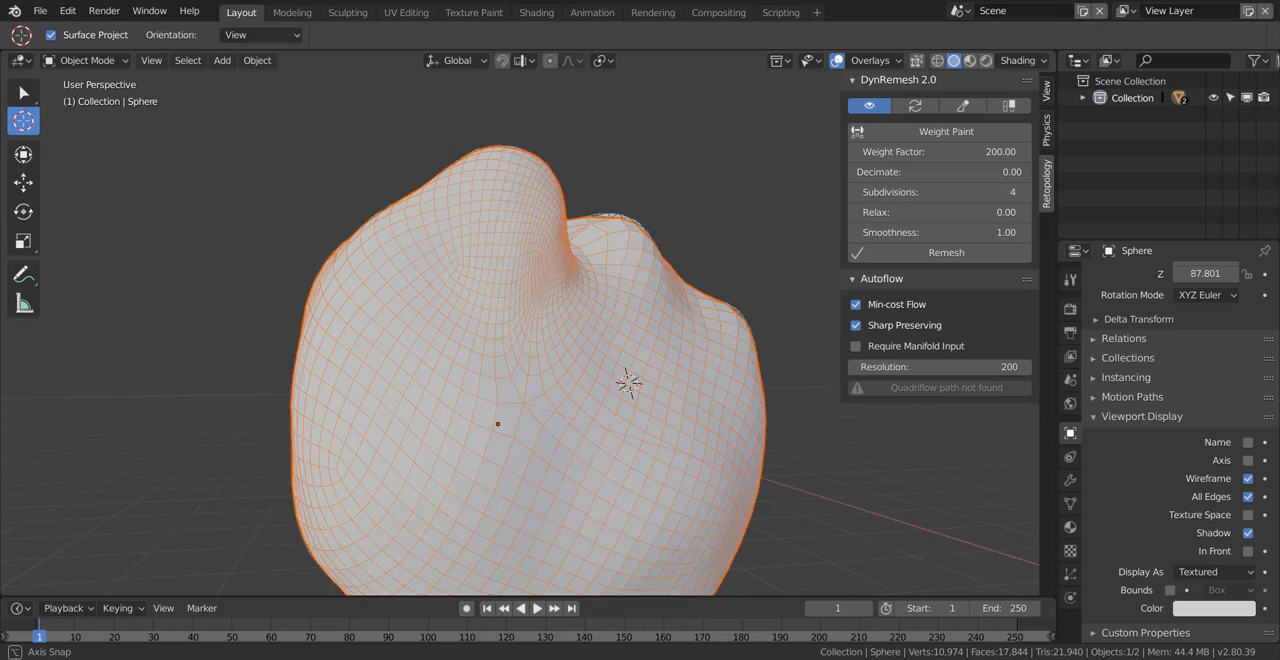 File Edit Render Window Help Layout Modeling Sculpting UV Editing Texture Paint Shading Animation Rendering Compositing Scripting + Scene View Layer
Surface Project Orientation: View
Object Mode View Select Add Object Global Overlays Shading
User Perspective
(1) Collection | Sphere
DynRemesh 2.0
Weight Paint
Weight Factor: 200.00
Decimate: 0.00
Subdivisions: 4
Relax: 0.00
Smoothness: 1.00
Remesh
Autoflow
Min-cost Flow
Sharp Preserving
Require Manifold Input
Resolution: 200
Quadriflow path not found
View
Physics
Retopology
Scene Collection
Collection 2
Sphere
Z 87.801
Rotation Mode XYZ Euler
Delta Transform
Relations
Collections
Instancing
Motion Paths
Viewport Display
Name
Axis
Wireframe
All Edges
Texture Space
Shadow
In Front
Display As Textured
Bounds Box
Color
Custom Properties
Playback Keying View Marker 1 Start: 1 End: 250
1 10 20 30 40 50 60 70 80 90 100 110 120 130 140 150 160 170 180 190 200 210 220 230 240 250
Axis Snap Collection | Sphere | Verts:10,974 | Faces:17,844 | Tris:21,940 | Objects:1/2 | Mem: 44.4 MB | v2.80.39